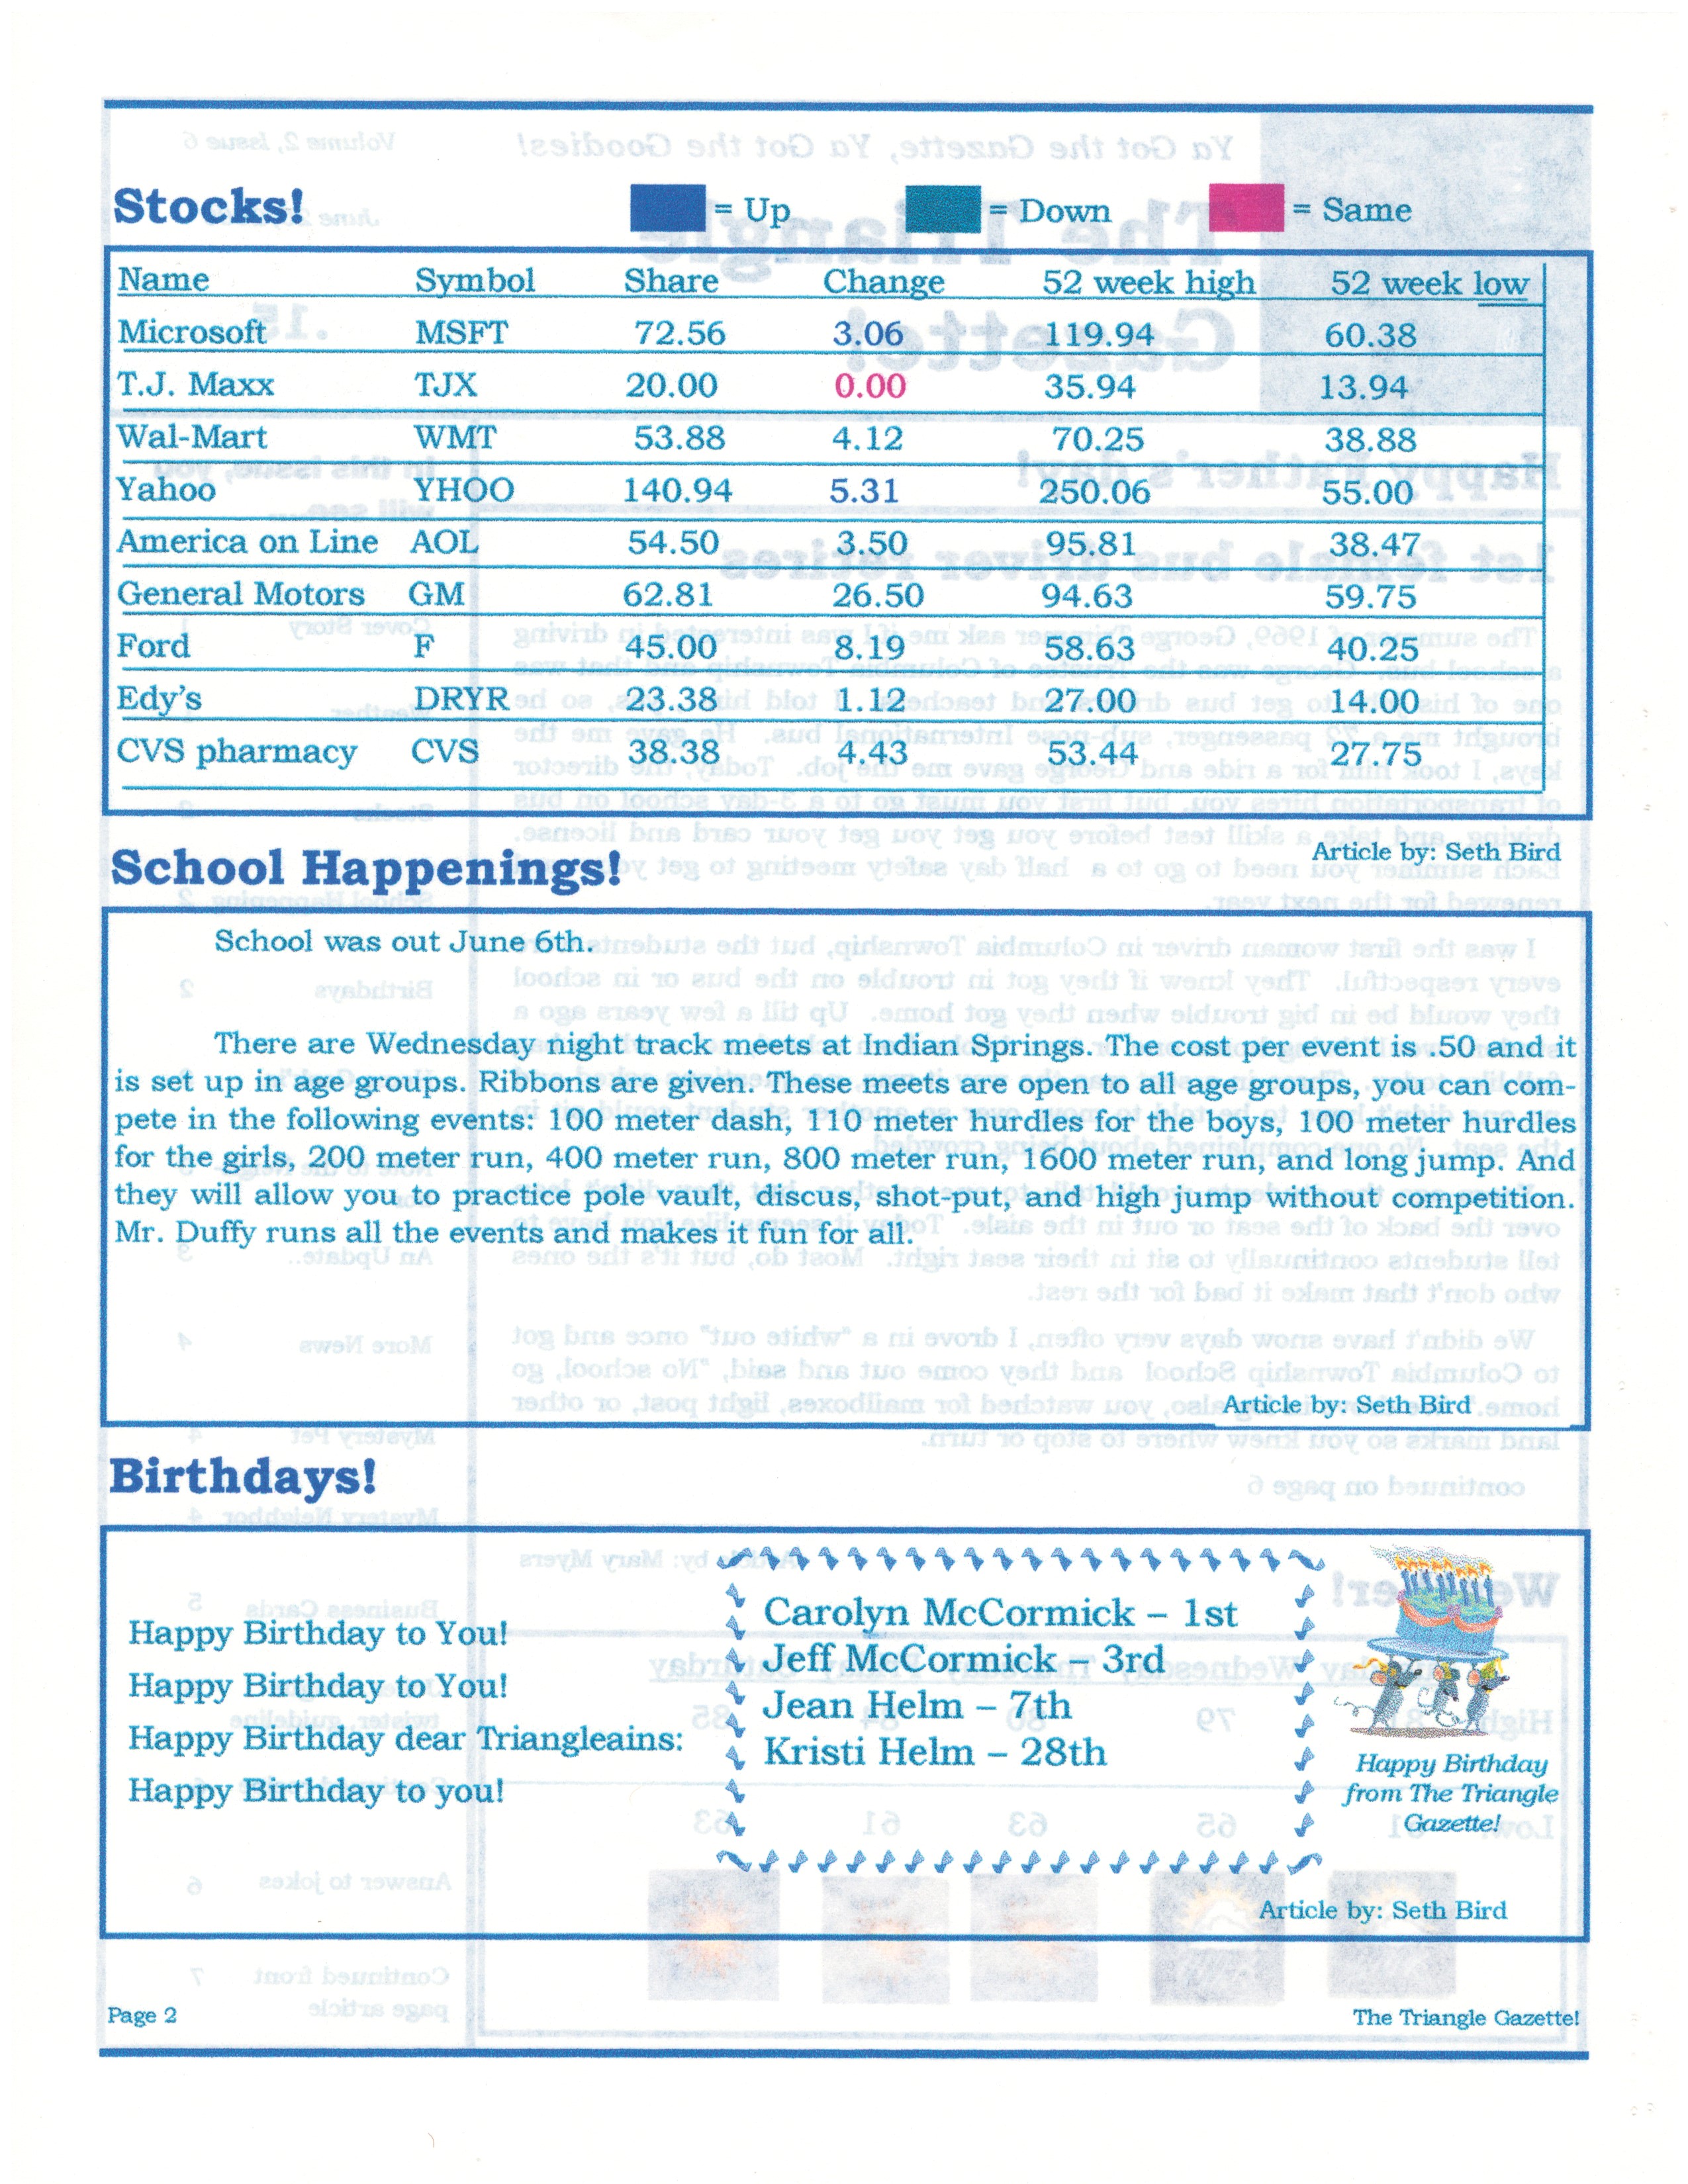 Stocks!
= Up = Down = Same
Name Symbol Share Change 52 week high 52 week low
Microsoft MSFT 72.56 3.06 119.94 60.38
T.J. Maxx TJX 20.00 0.00 35.94 13.94
Wal-Mart WMT 53.88 4.12 70.25 38.88
Yahoo YHOO 140.94 5.31 250.06 55.00
America on Line AOL 54.50 3.50 95.81 38.47
General Motors GM 62.81 26.50 94.63 59.75
Ford F 45.00 8.19 58.63 40.25
Edy's DRYR 23.38 1.12 27.00 14.00
CVS pharmacy CVS 38.38 4.43 53.44 27.75
Article by: Seth Bird
School Happenings!
School was out June 6th.
There are Wednesday night track meets at Indian Springs. The cost per event is .50 and it
is set up in age groups. Ribbons are given. These meets are open to all age groups, you can com-
pete in the following events: 100 meter dash, 110 meter hurdles for the boys, 100 meter hurdles
for the girls, 200 meter run, 400 meter run, 800 meter run, 1600 meter run, and long jump. And
they will allow you to practice pole vault, discus, shot-put, and high jump without competition.
Mr. Duffy runs all the events and makes it fun for all.
Article by: Seth Bird
Birthdays!
Happy Birthday to You!
Happy Birthday to You!
Happy Birthday dear Triangleains:
Happy Birthday to you!
Carolyn McCormick – 1st
Jeff McCormick – 3rd
Jean Helm – 7th
Kristi Helm – 28th
Happy Birthday
from The Triangle
Gazette!
Article by: Seth Bird
Page 2
The Triangle Gazette!